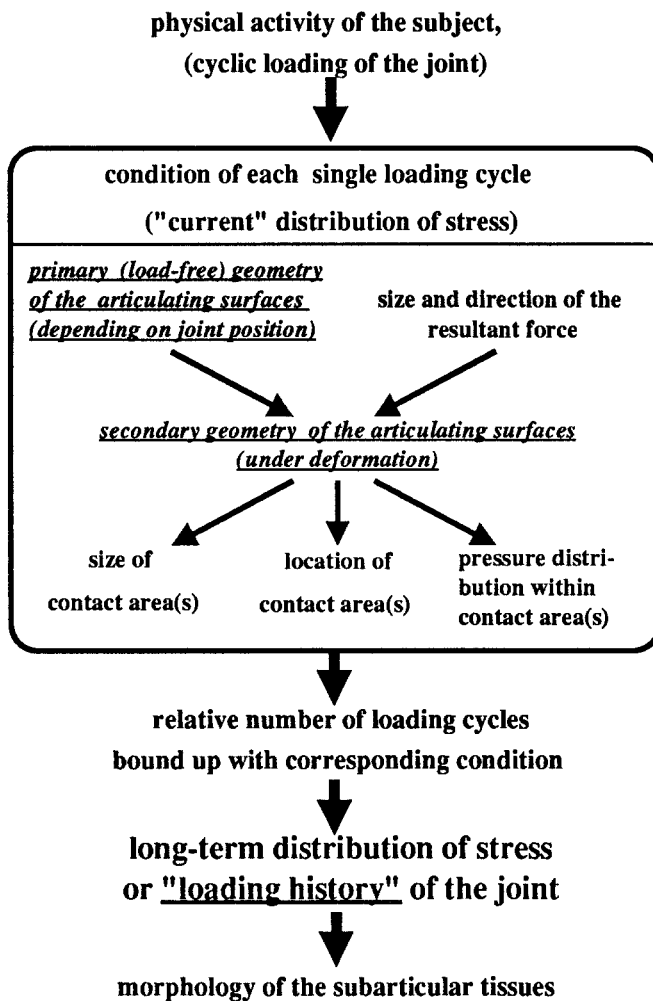 physical activity of the subject,
(cyclic loading of the joint)
condition of each single loading cycle
("current" distribution of stress)
primary (load-free) geometry
of the articulating surfaces
(depending on joint position)
size and direction of the
resultant force
secondary geometry of the articulating surfaces
(under deformation)
size of
contact area(s)
location of
contact area(s)
pressure distri-
bution within
contact area(s)
relative number of loading cycles
bound up with corresponding condition
long-term distribution of stress
or "loading history" of the joint
morphology of the subarticular tissues